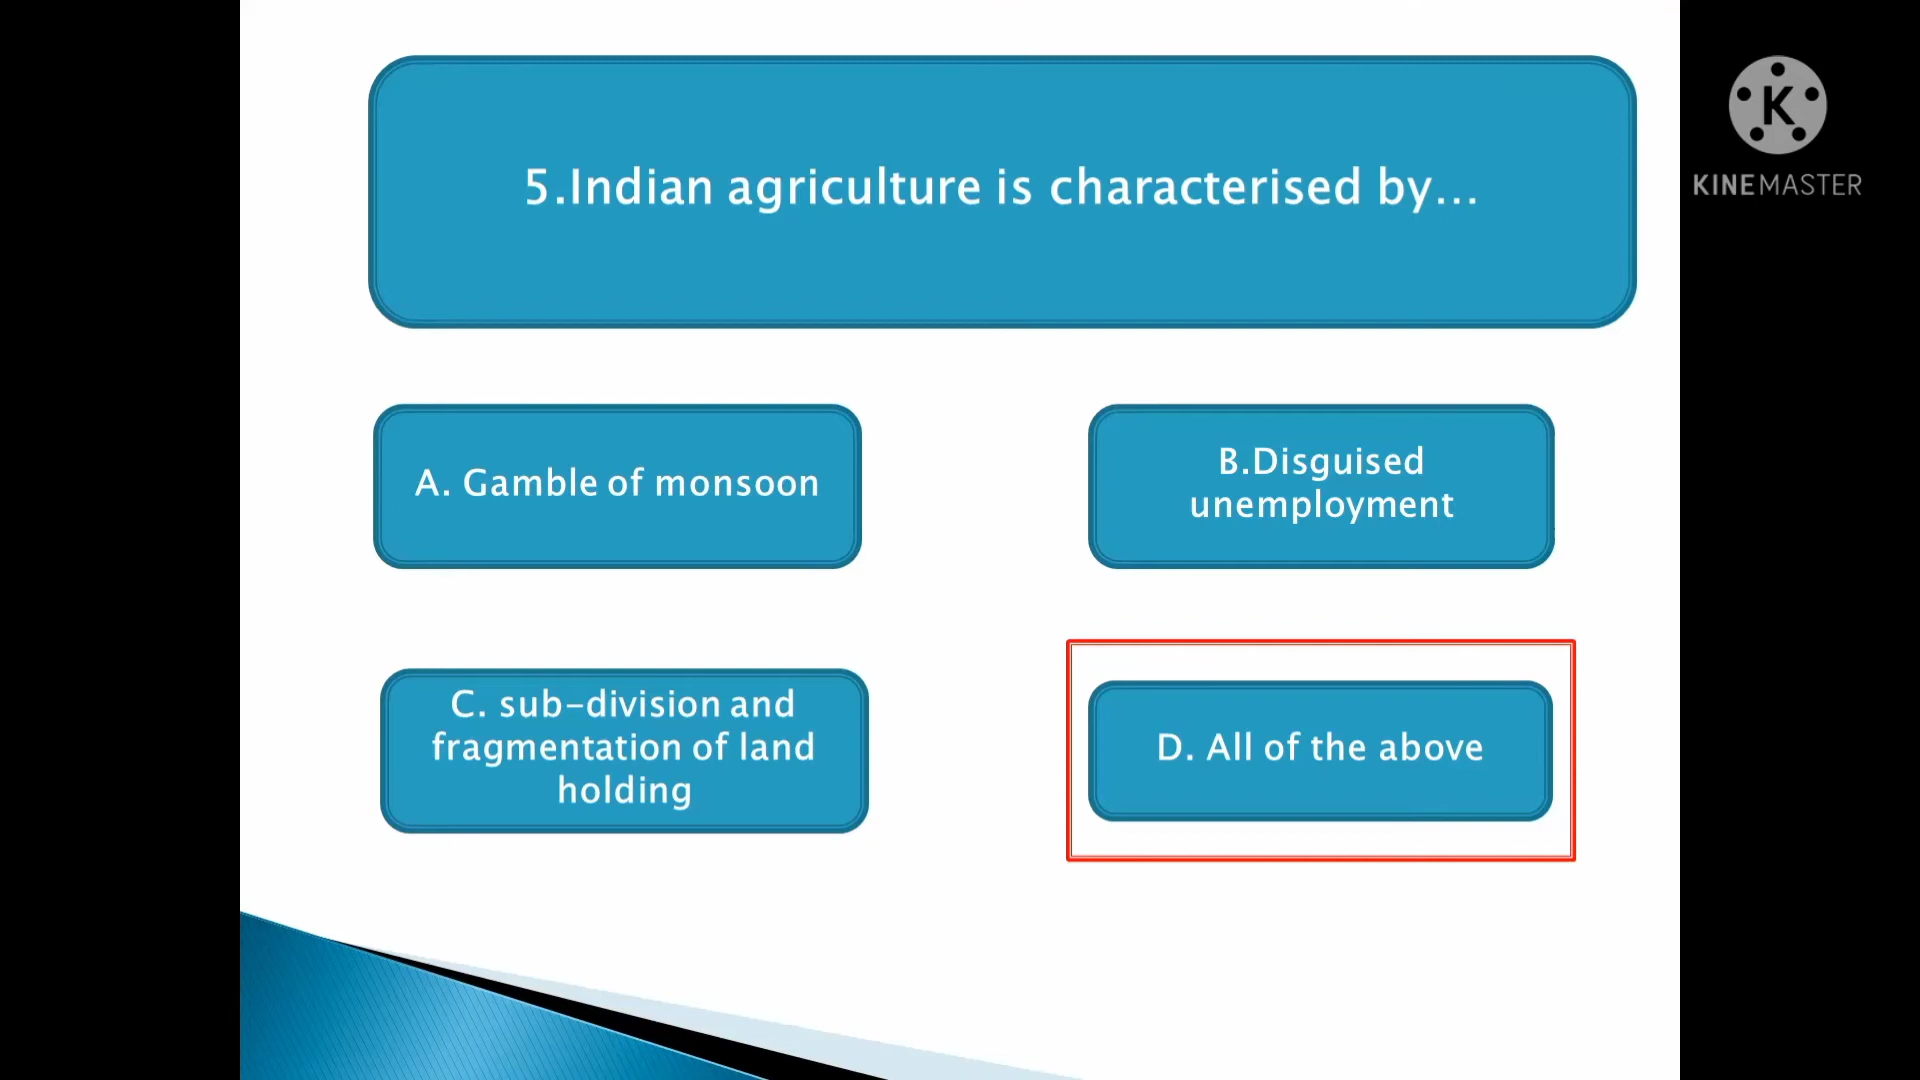 5.Indian agriculture is characterised by...
A. Gamble of monsoon
B.Disguised
unemployment
C. sub-division and
fragmentation of land
holding
D. All of the above
K
KINEMASTER